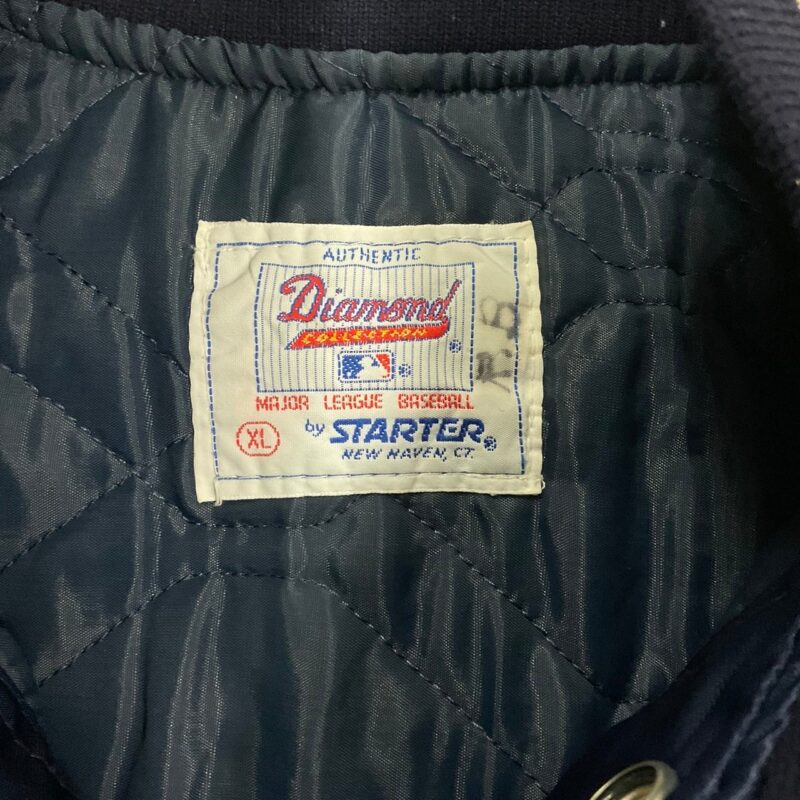 AUTHENTIC
Diamond
COLLECTION
MAJOR LEAGUE BASEBALL
XL
by STARTER®
NEW HAVEN, CT.